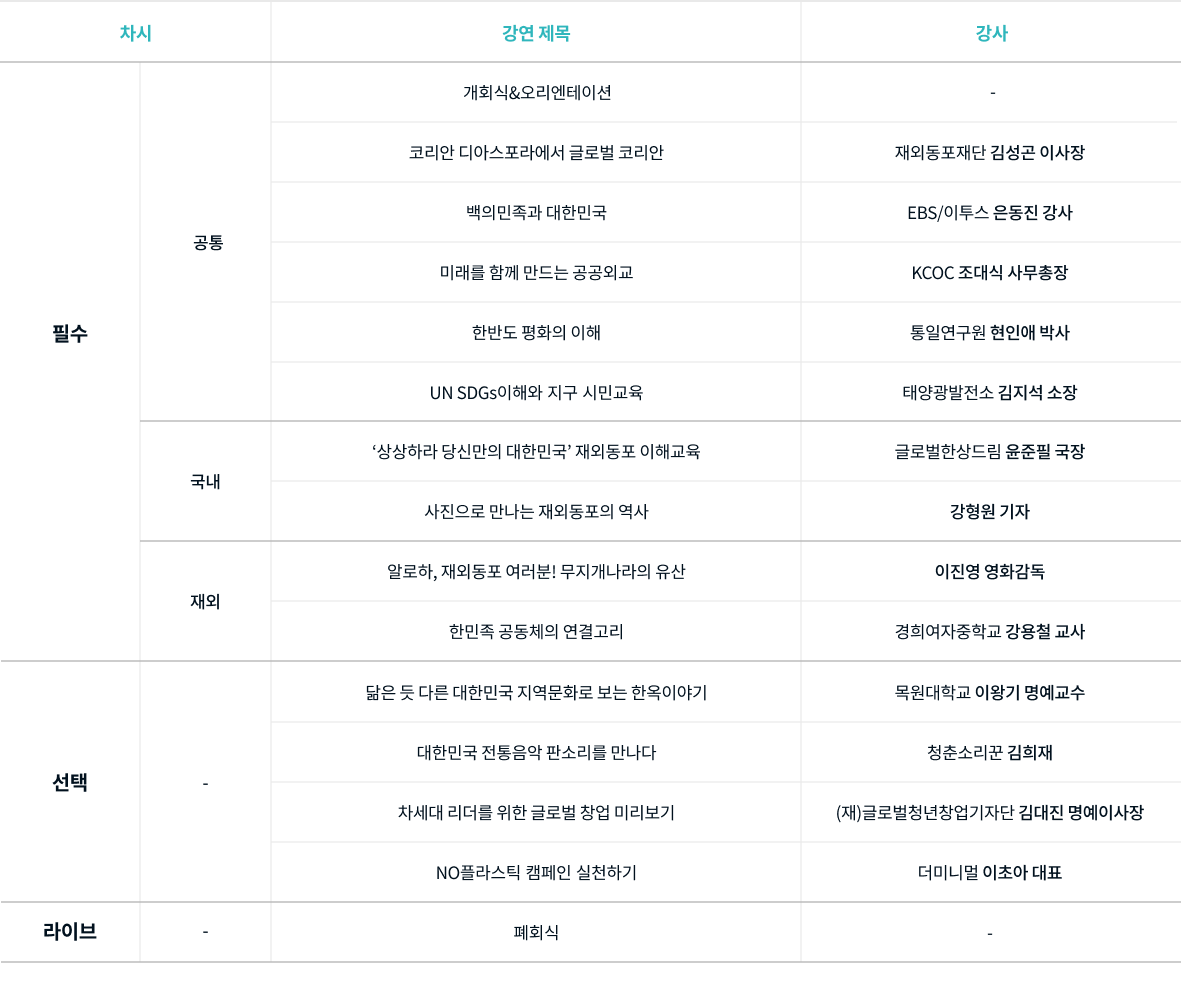 차시 강연 제목 강사
개회식&오리엔테이션 -
코리안 디아스포라에서 글로벌 코리안 재외동포재단 김성곤 이사장
백의민족과 대한민국 EBS/이투스 은동진 강사
공통
미래를 함께 만드는 공공외교 KCOC 조대식 사무총장
필수
한반도 평화의 이해 통일연구원 현인애 박사
UN SDGs이해와 지구 시민교육 태양광발전소 김지석 소장
‘상상하라 당신만의 대한민국’ 재외동포 이해교육 글로벌한상드림 윤준필 국장
국내
사진으로 만나는 재외동포의 역사 강형원 기자
알로하, 재외동포 여러분! 무지개나라의 유산 이진영 영화감독
재외
한민족 공동체의 연결고리 경희여자중학교 강용철 교사
닮은 듯 다른 대한민국 지역문화로 보는 한옥이야기 목원대학교 이왕기 명예교수
대한민국 전통음악 판소리를 만나다 청춘소리꾼 김희재
선택 -
차세대 리더를 위한 글로벌 창업 미리보기 (재)글로벌청년창업기자단 김대진 명예이사장
NO플라스틱 캠페인 실천하기 더미니멀 이초아 대표
라이브 - 폐회식 -